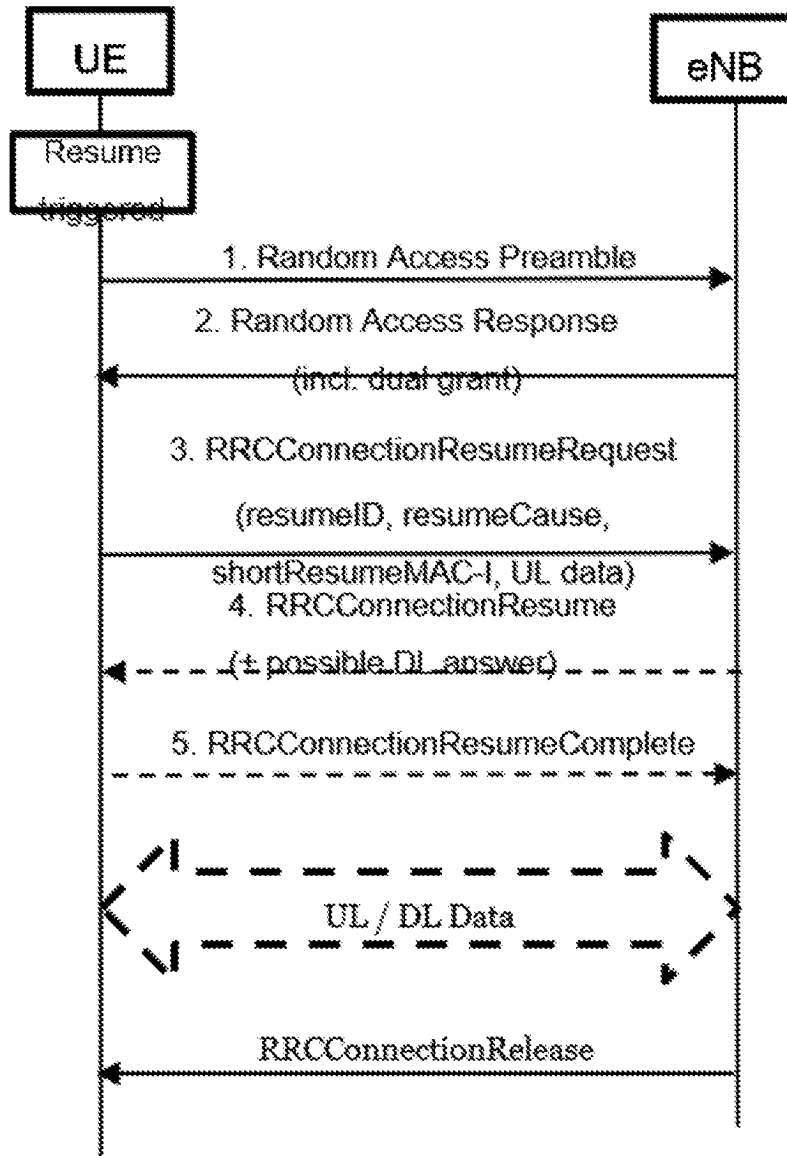 UE
eNB
Resume
triggered
1. Random Access Preamble
2. Random Access Response
(incl. dual grant)
3. RRCConnectionResumeRequest
(resumeID, resumeCause,
shortResumeMAC-I, UL data)
4. RRCConnectionResume
(+ possible DL answer)
5. RRCConnectionResumeComplete
UL / DL Data
RRCConnectionRelease